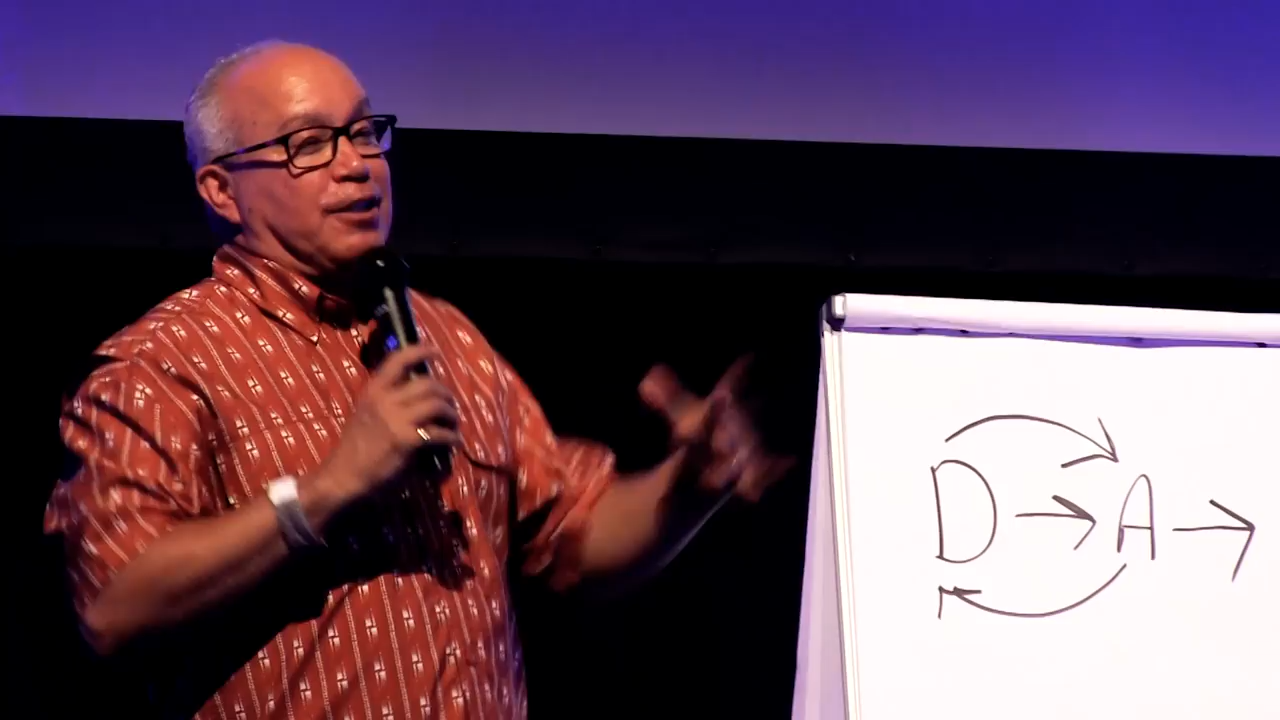 D → A →